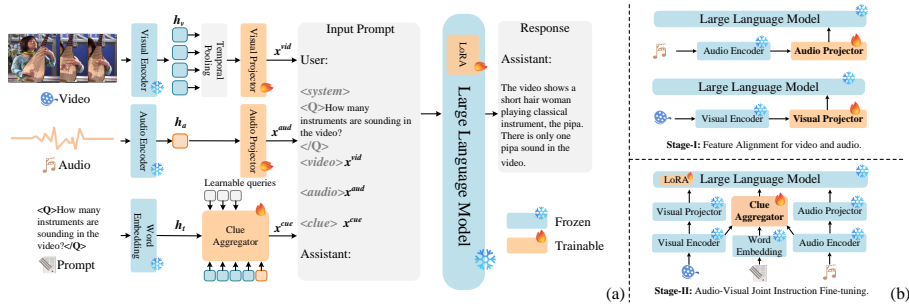 h_v
Visual Encoder
Temporal Pooling
Visual Projector
x^vid
Video
h_a
Audio Encoder
Audio Projector
x^aud
Audio
Learnable queries
<Q>How many
instruments are
sounding in the
video?</Q>
Prompt
Word Embedding
h_t
Clue
Aggregator
x^cue
Input Prompt
User:
<system>
<Q>How many
instruments are sounding in
the video?
</Q>
<video> x^vid
<audio> x^aud
<clue> x^cue
Assistant:
LoRA
Large Language Model
Response
Assistant:
The video shows a
short hair woman
playing classical
instrument, the pipa.
There is only one
pipa sound in the
video.
Frozen
Trainable
(a)
Large Language Model
Audio Encoder
Audio Projector
Large Language Model
Visual Encoder
Visual Projector
Stage-I: Feature Alignment for video and audio.
LoRA
Large Language Model
Visual Projector
Clue
Aggregator
Audio Projector
Visual Encoder
Word
Embedding
Audio Encoder
Stage-II: Audio-Visual Joint Instruction Fine-tuning.
(b)